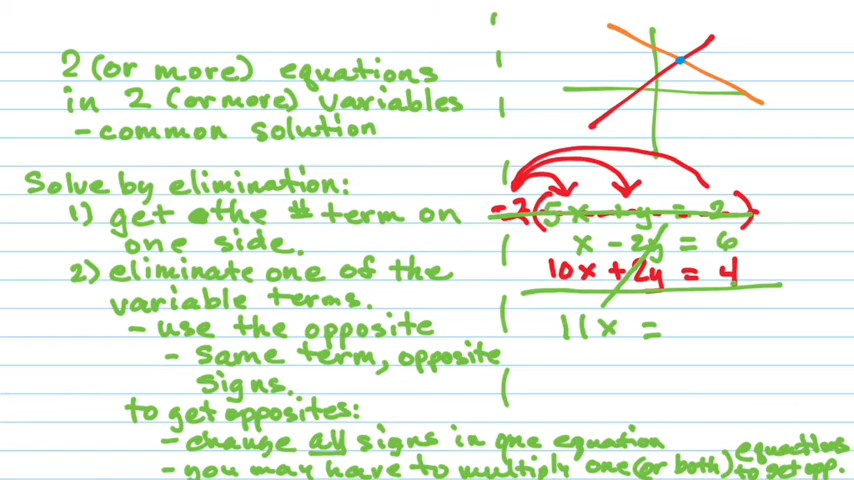 2 (or more) equations
in 2 (or more) variables
- common solution
Solve by elimination:
1) get the # term on
one side.
2) eliminate one of the
variable terms.
- use the opposite
- same term, opposite
signs.
to get opposites:
- change all signs in one equation
- you may have to multiply one (or both) equations
to get opp.
-2(5x + y = 2)
x - 2y = 6
10x + 2y = 4
11x =